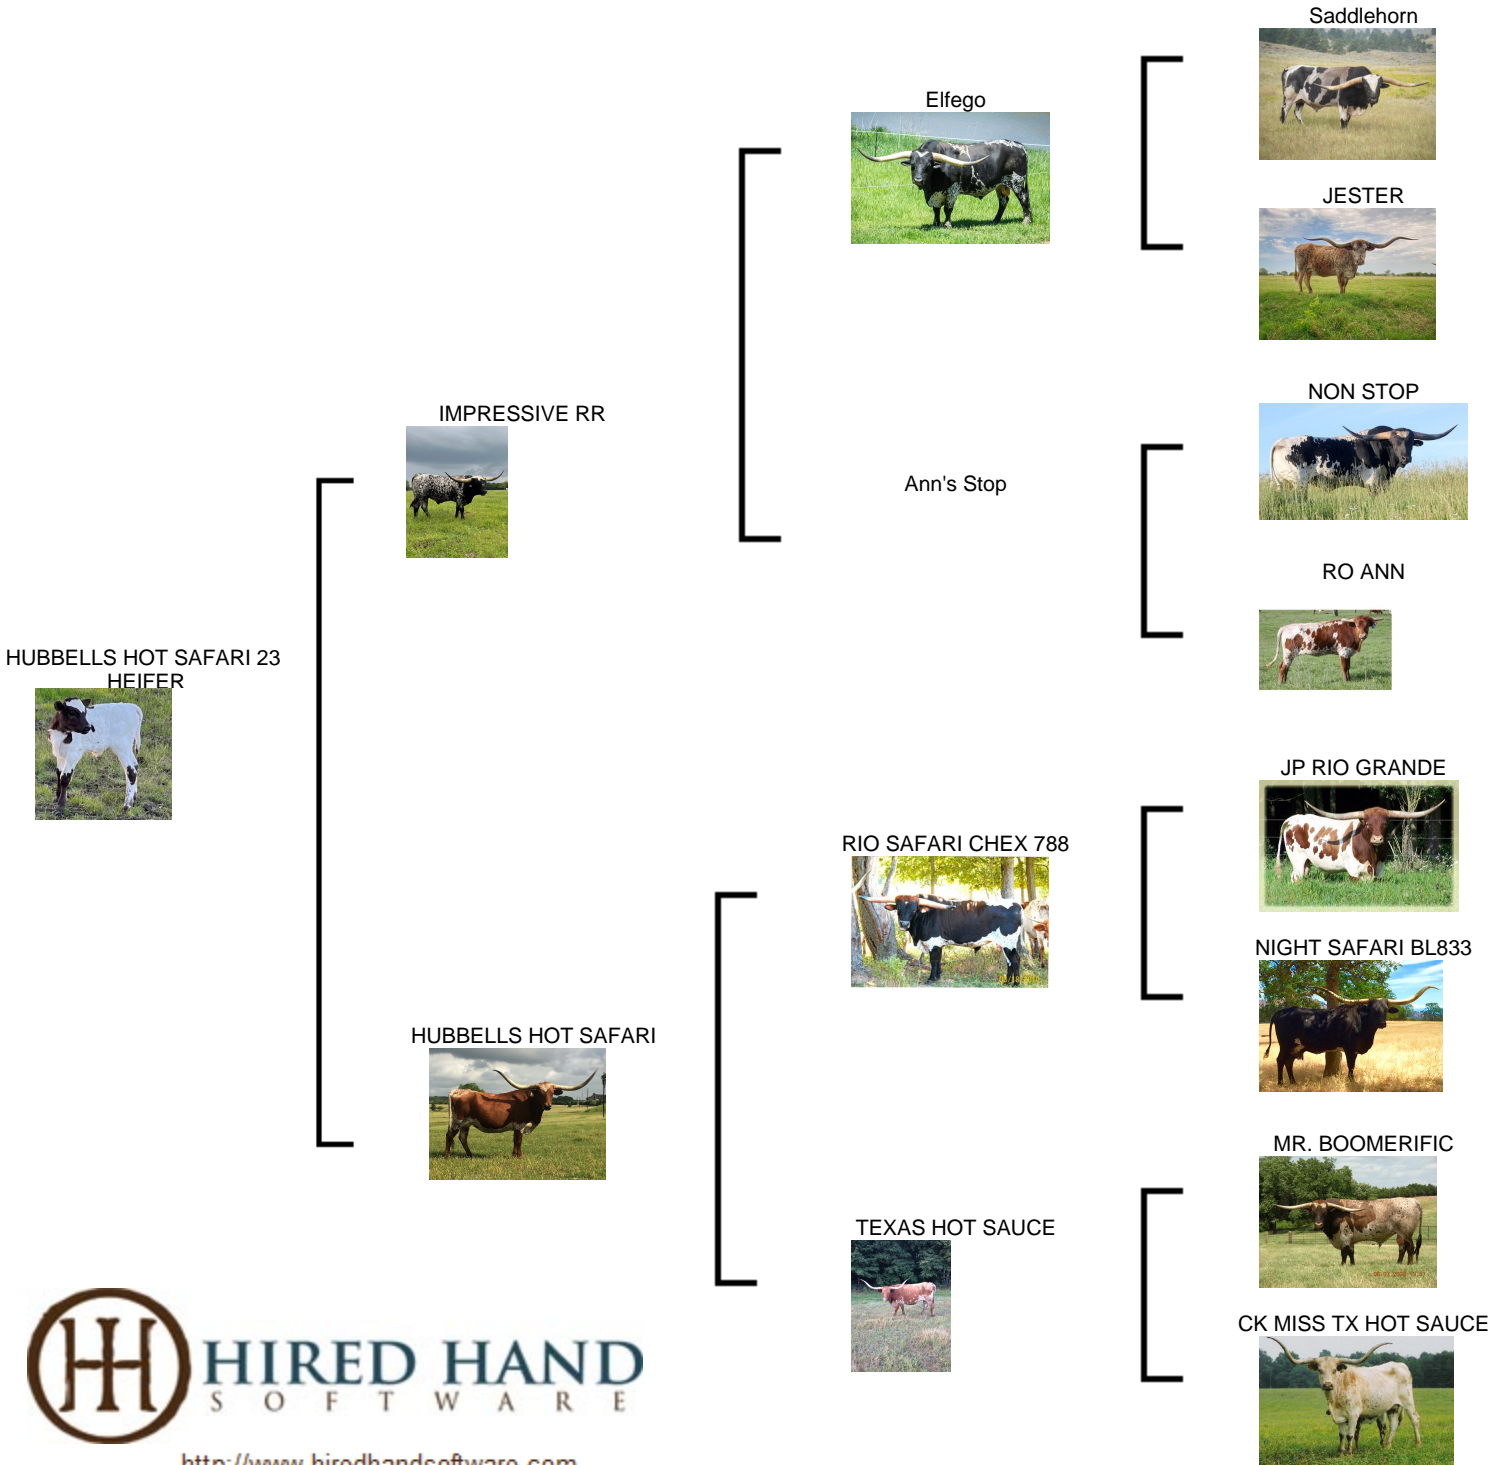 Saddlehorn
Elfego
JESTER
NON STOP
IMPRESSIVE RR
Ann's Stop
RO ANN
HUBBELLS HOT SAFARI 23
HEIFER
JP RIO GRANDE
RIO SAFARI CHEX 788
NIGHT SAFARI BL833
HUBBELLS HOT SAFARI
MR. BOOMERIFIC
TEXAS HOT SAUCE
CK MISS TX HOT SAUCE
HIRED HAND
SOFTWARE
http://www.hiredhandsoftware.com